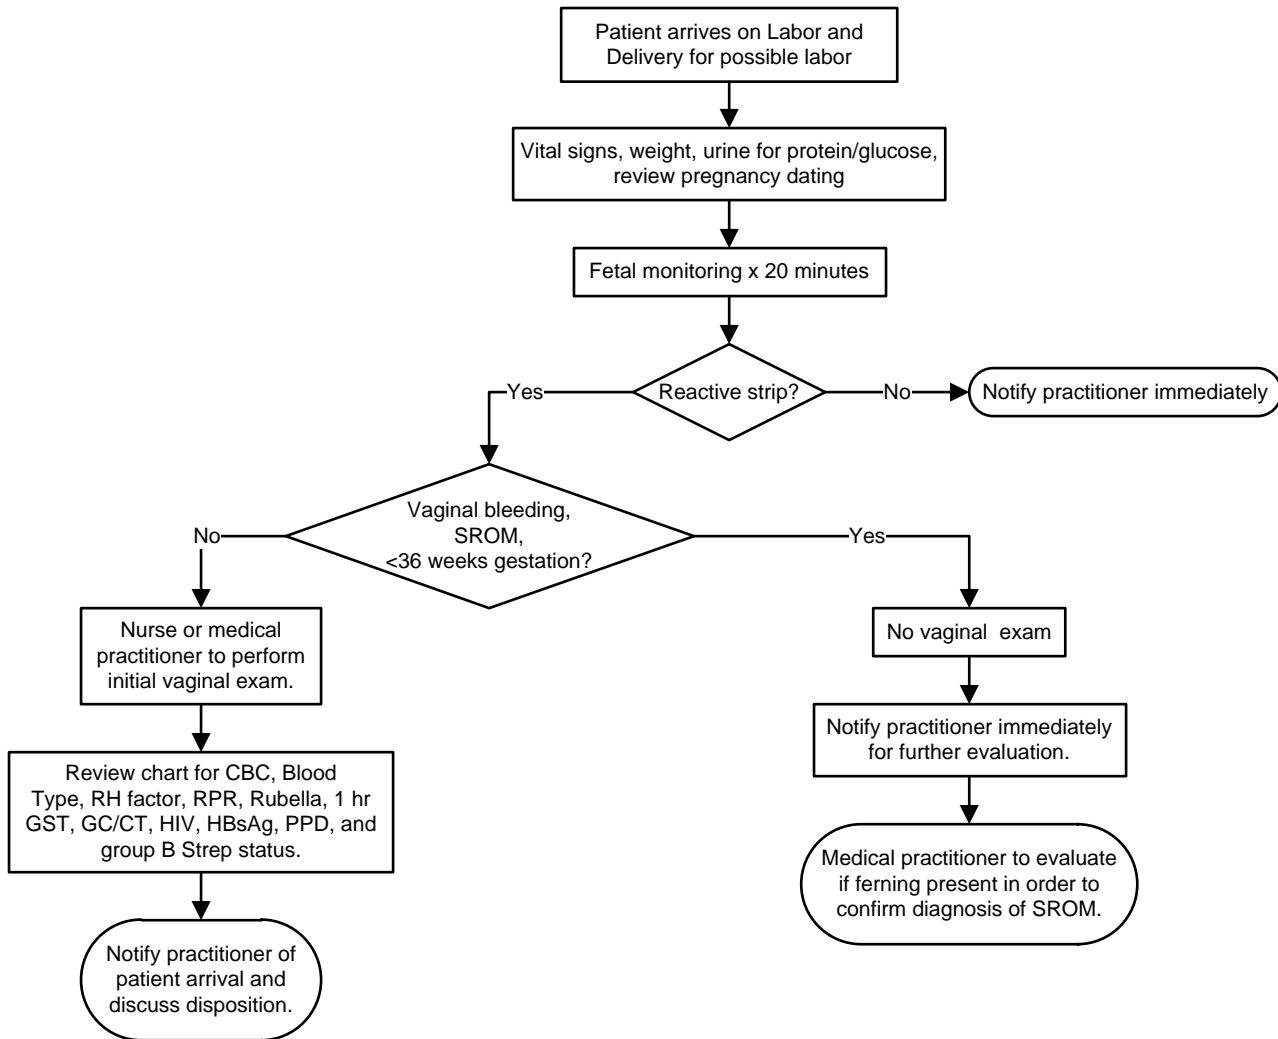 Patient arrives on Labor and
Delivery for possible labor
Vital signs, weight, urine for protein/glucose,
review pregnancy dating
Fetal monitoring x 20 minutes
Reactive strip?
Yes
No
Notify practitioner immediately
Vaginal bleeding,
SROM,
<36 weeks gestation?
No
Yes
Nurse or medical
practitioner to perform
initial vaginal exam.
Review chart for CBC, Blood
Type, RH factor, RPR, Rubella, 1 hr
GST, GC/CT, HIV, HBsAg, PPD, and
group B Strep status.
Notify practitioner of
patient arrival and
discuss disposition.
No vaginal  exam
Notify practitioner immediately
for further evaluation.
Medical practitioner to evaluate
if ferning present in order to
confirm diagnosis of SROM.